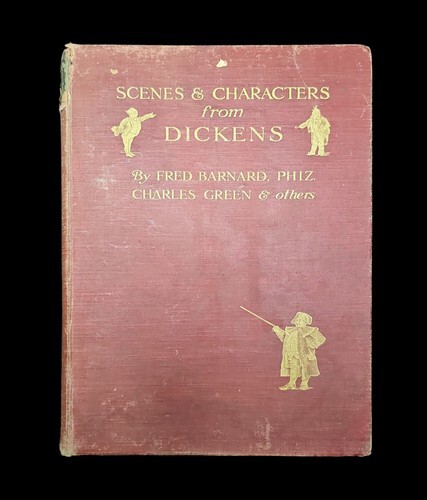 SCENES & CHARACTERS
from
DICKENS
By FRED BARNARD, PHIZ.
CHARLES GREEN & others